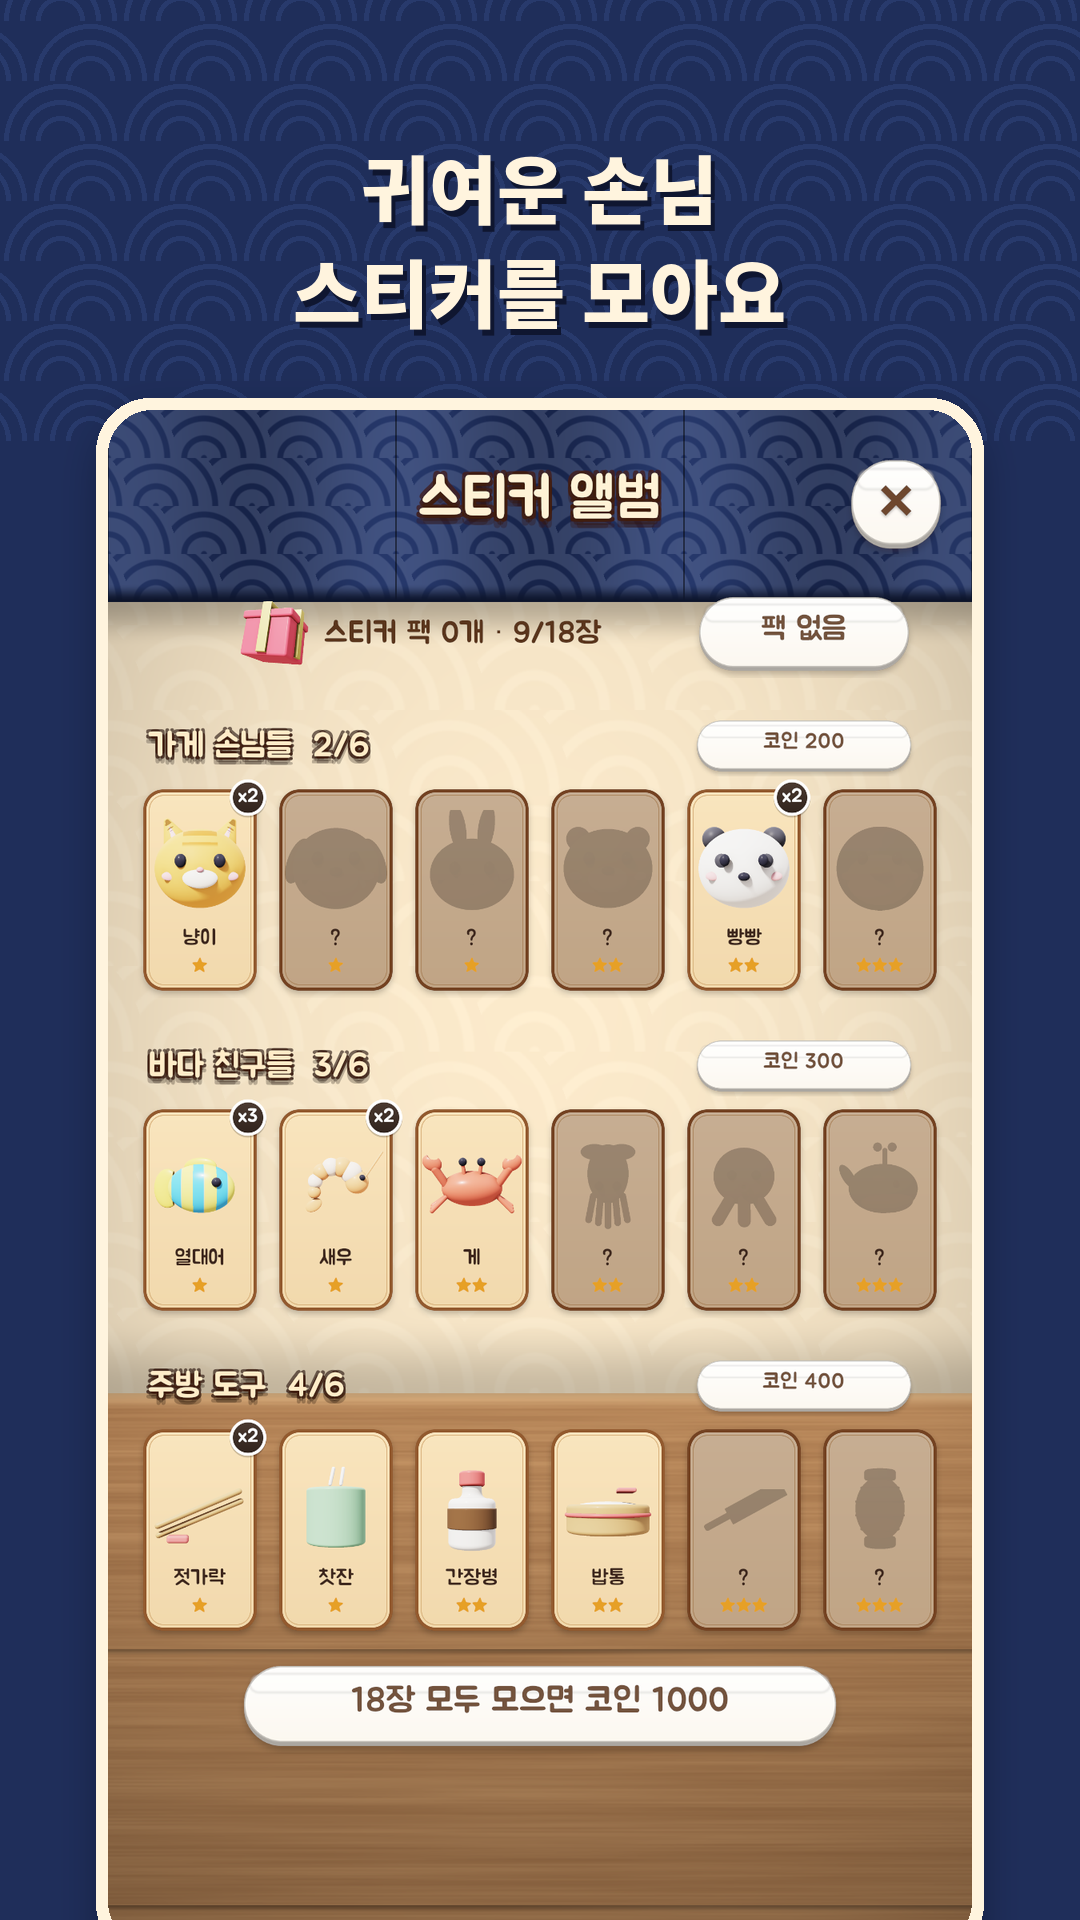 귀여운 손님
스티커를 모아요
스티커 앨범
스티커 팩 0개 · 9/18장
팩 없음
가게 손님들 2/6
코인 200
x2
x2
냥이
?
?
?
빵빵
?
바다 친구들 3/6
코인 300
x3
x2
열대어
새우
게
?
?
?
주방 도구 4/6
코인 400
x2
젓가락
찻잔
간장병
밥통
?
?
18장 모두 모으면 코인 1000